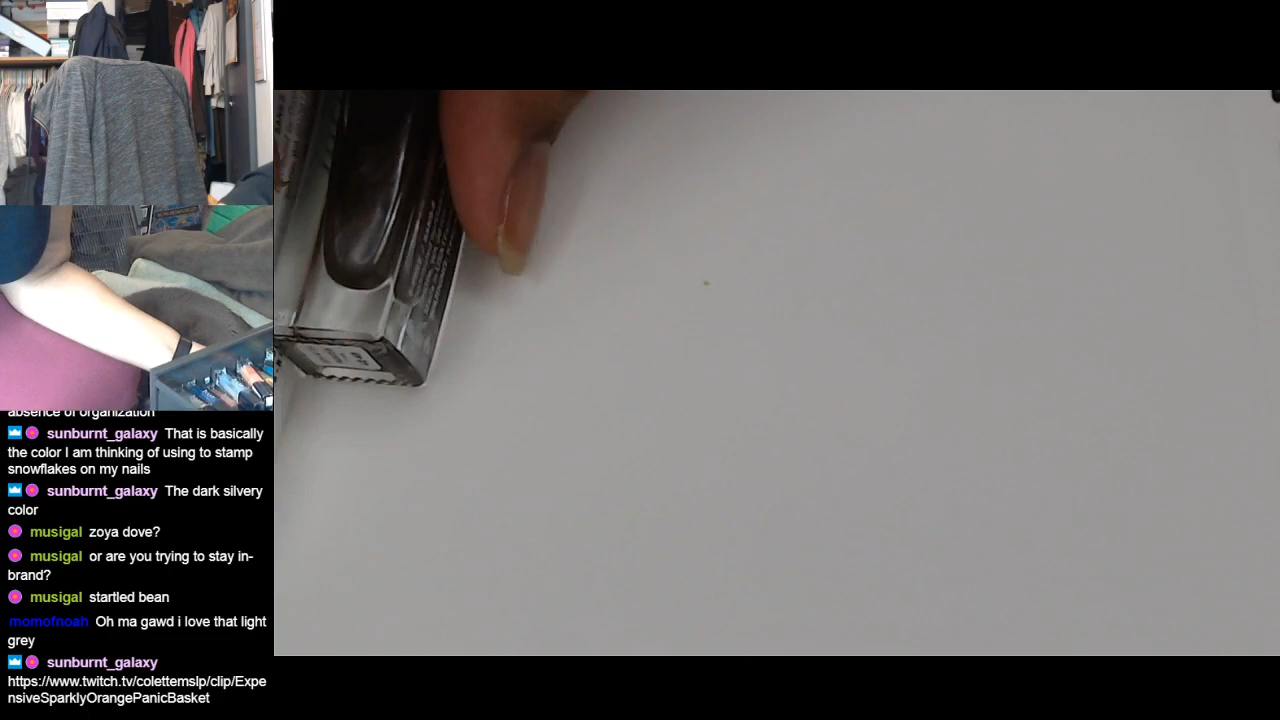 absence of organization
sunburnt_galaxy That is basically
the color I am thinking of using to stamp
snowflakes on my nails
sunburnt_galaxy The dark silvery
color
musigal zoya dove?
musigal or are you trying to stay in-
brand?
musigal startled bean
momofnoah Oh ma gawd i love that light
grey
sunburnt_galaxy
https://www.twitch.tv/colettemslp/clip/Expe
nsiveSparklyOrangePanicBasket